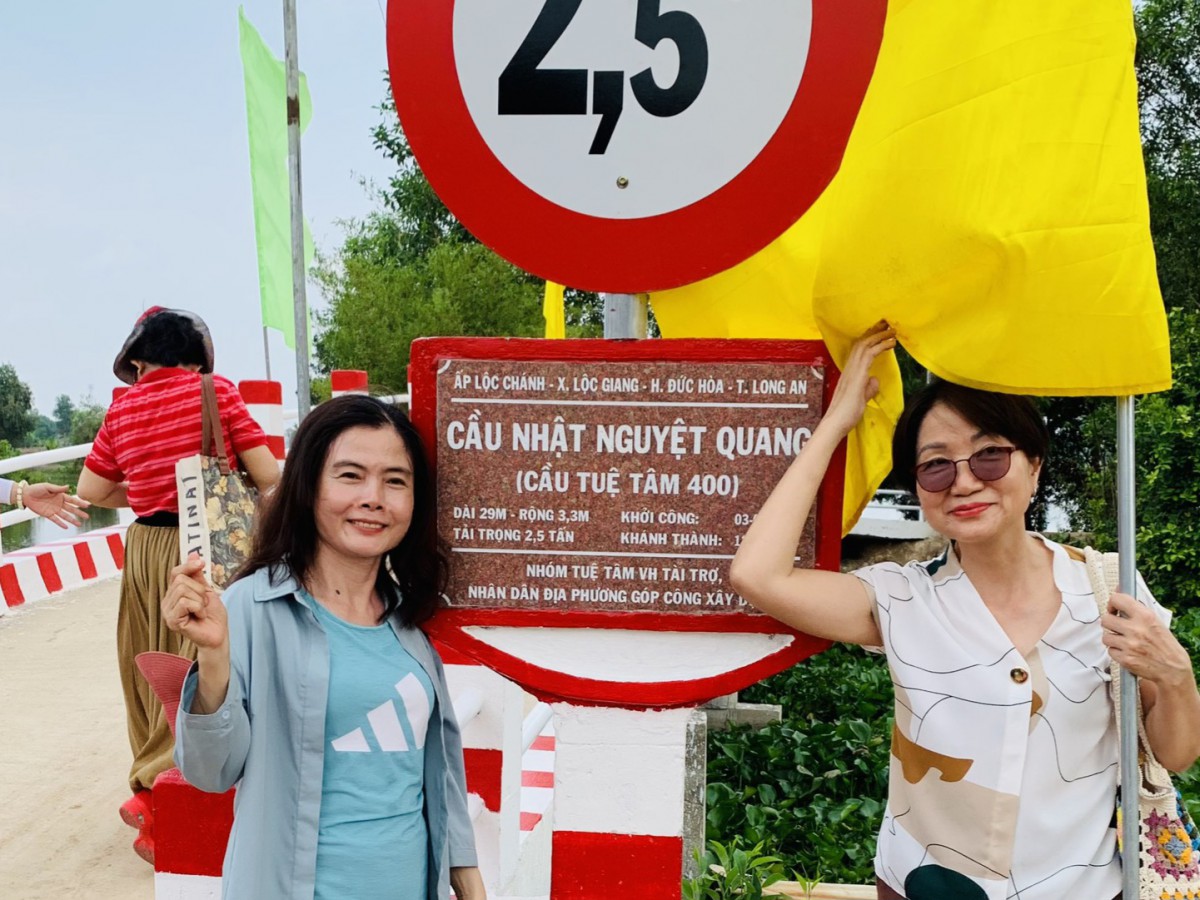 2,5
ẤP LỘC CHÁNH - X. LỘC GIANG - H. ĐỨC HÒA - T. LONG AN
CẦU NHẬT NGUYỆT QUANG
(CẦU TUỆ TÂM 400)
DÀI 29M - RỘNG 3,3M KHỞI CÔNG: 03-
TẢI TRỌNG 2,5 TẤN KHÁNH THÀNH: 1
NHÓM TUỆ TÂM VH TÀI TRỢ,
NHÂN DÂN ĐỊA PHƯƠNG GÓP CÔNG XÂY